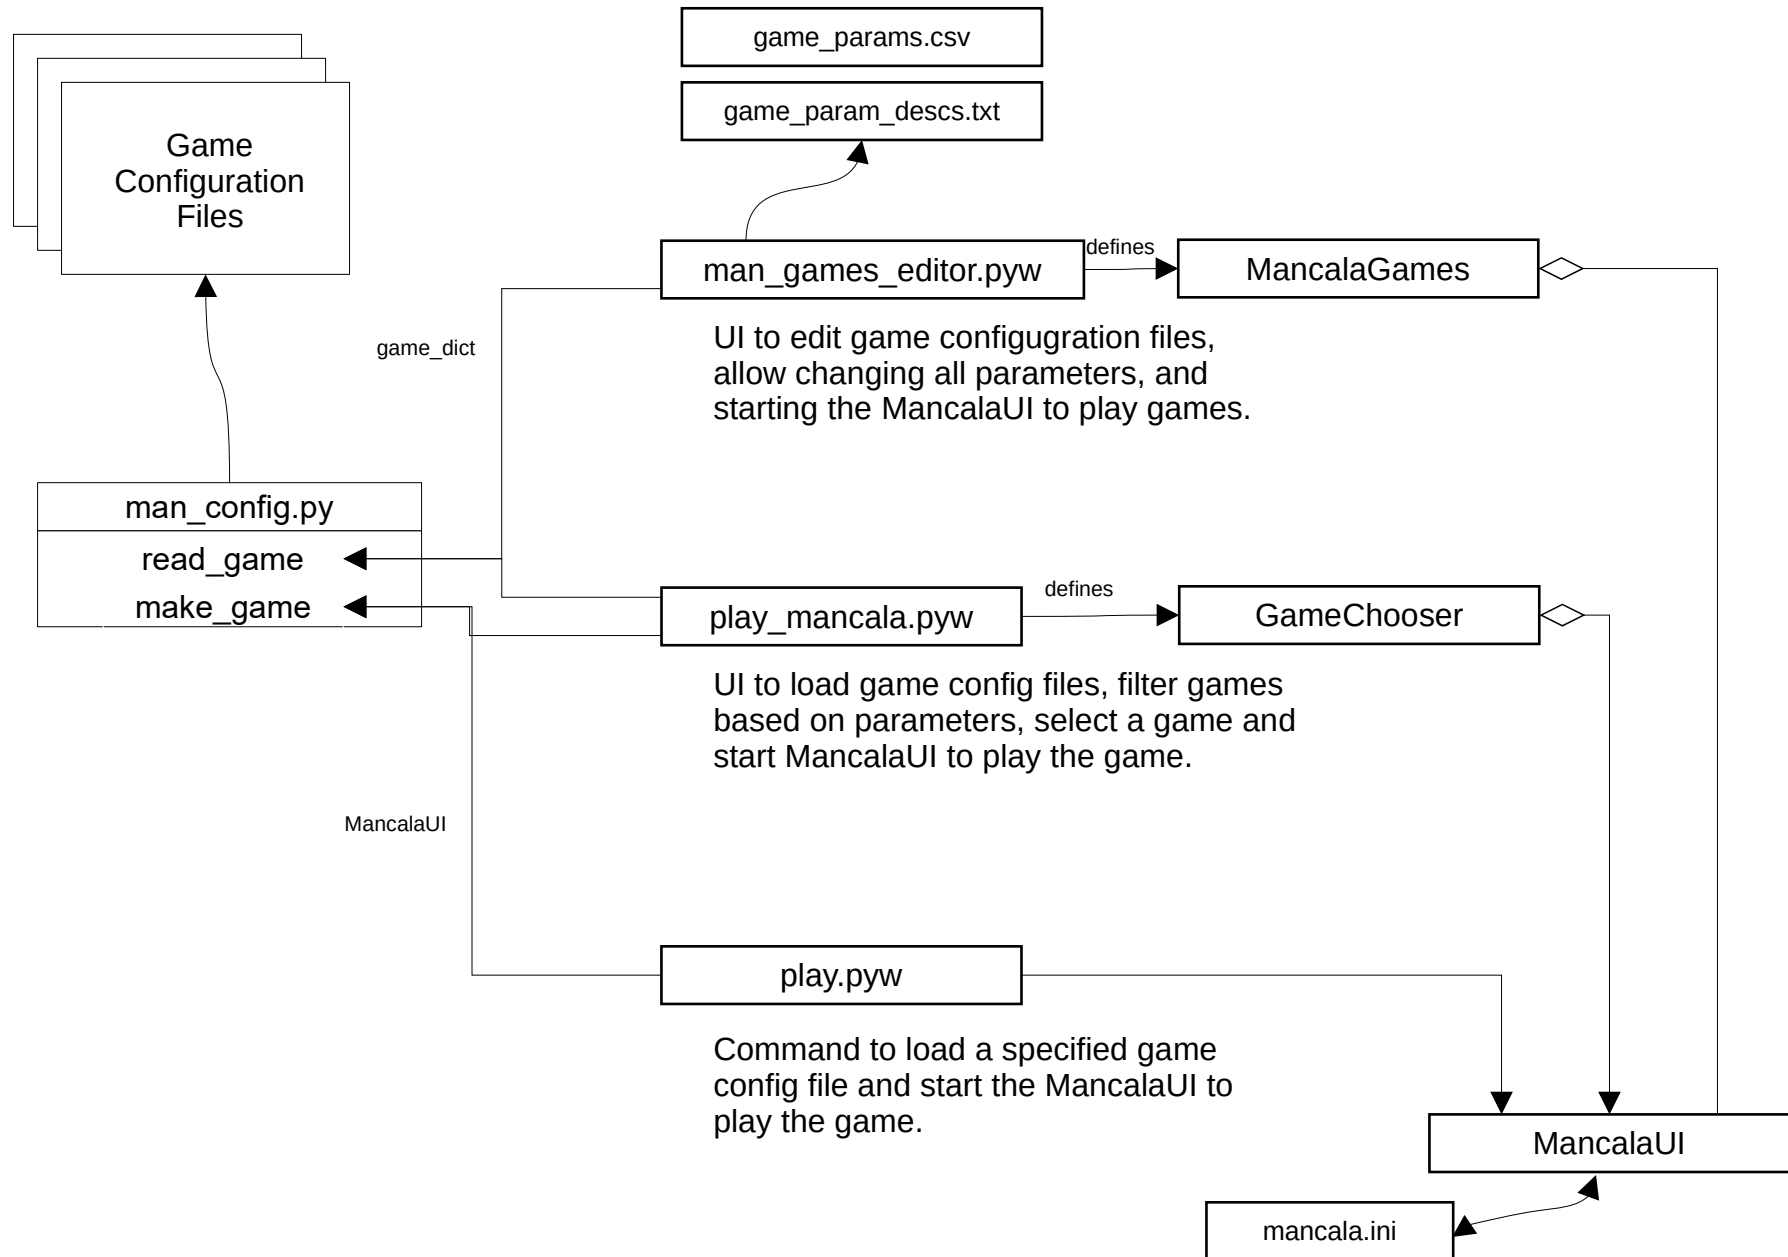 game_params.csv
game_param_descs.txt
Game
Configuration
Files
man_games_editor.pyw
defines
MancalaGames
UI to edit game configugration files,
allow changing all parameters, and
starting the MancalaUI to play games.
game_dict
man_config.py
read_game
make_game
play_mancala.pyw
defines
GameChooser
UI to load game config files, filter games
based on parameters, select a game and
start MancalaUI to play the game.
MancalaUI
play.pyw
Command to load a specified game
config file and start the MancalaUI to
play the game.
MancalaUI
mancala.ini